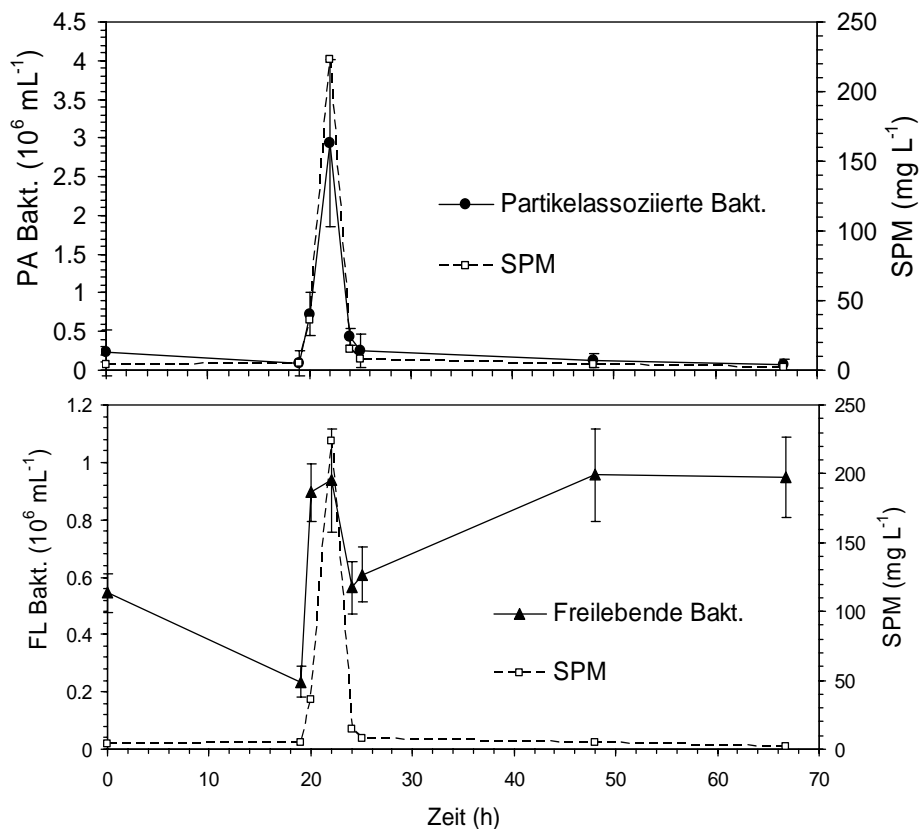 4.5
4
3.5
3
2.5
2
1.5
1
0.5
0
PA Bakt. (10⁶ mL⁻¹)
250
200
150
100
50
0
SPM (mg L⁻¹)
Partikelassoziierte Bakt.
SPM
1.2
1
0.8
0.6
0.4
0.2
0
FL Bakt. (10⁶ mL⁻¹)
250
200
150
100
50
0
SPM (mg L⁻¹)
Freilebende Bakt.
SPM
0 10 20 30 40 50 60 70
Zeit (h)